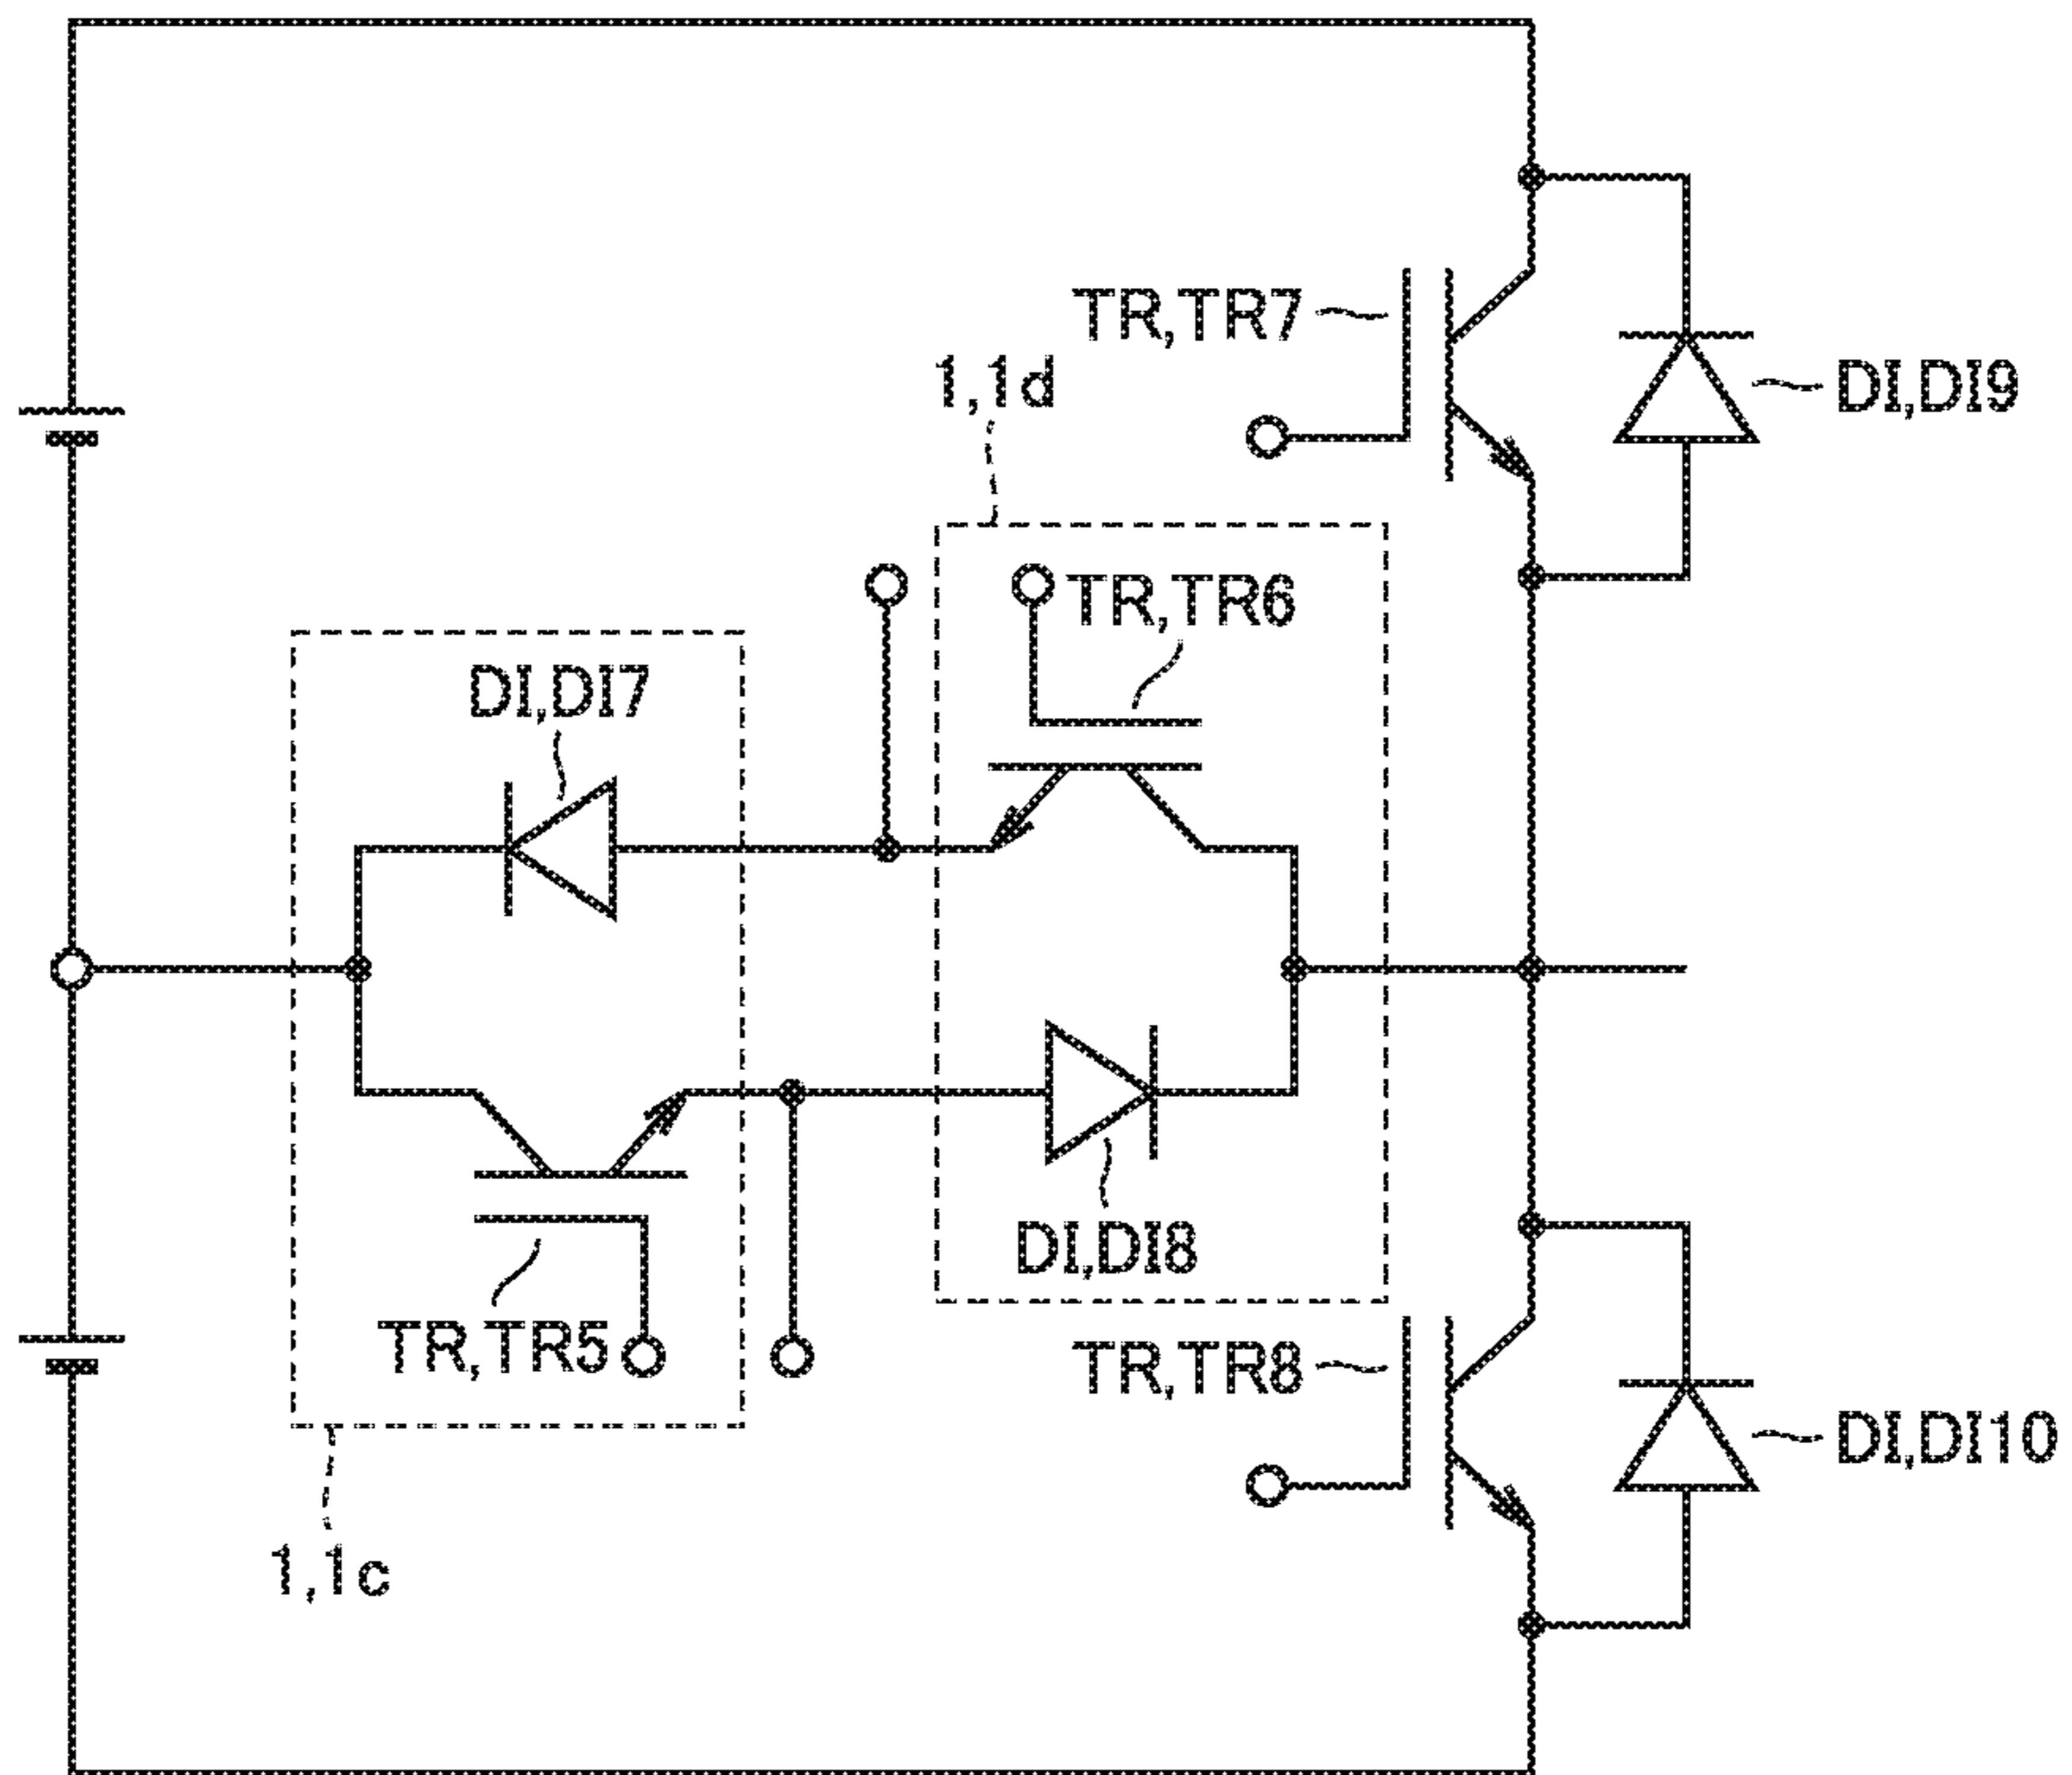 TR,TR7
1,1d
DI,DI9
TR,TR6
DI,DI7
DI,DI8
TR,TR5
TR,TR8
DI,DI10
1,1c